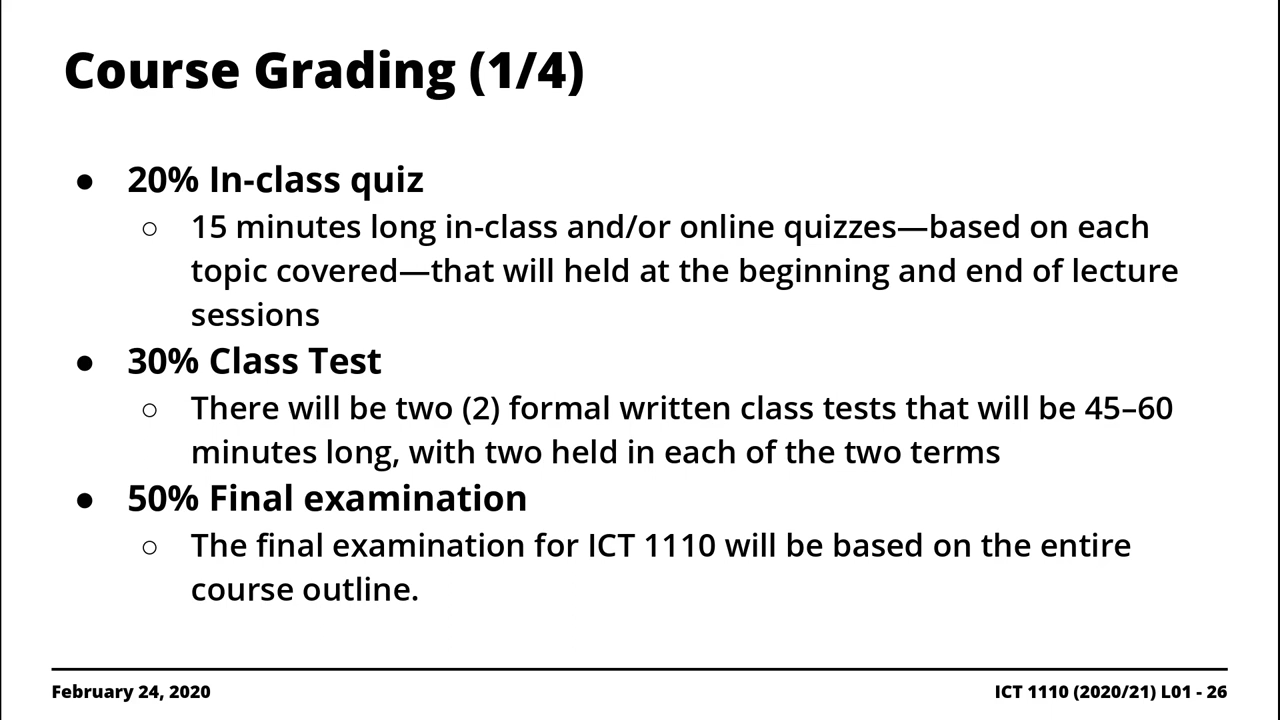 Course Grading (1/4)
● 20% In-class quiz
○ 15 minutes long in-class and/or online quizzes—based on each
topic covered—that will held at the beginning and end of lecture
sessions
● 30% Class Test
○ There will be two (2) formal written class tests that will be 45–60
minutes long, with two held in each of the two terms
● 50% Final examination
○ The final examination for ICT 1110 will be based on the entire
course outline.
February 24, 2020
ICT 1110 (2020/21) L01 - 26